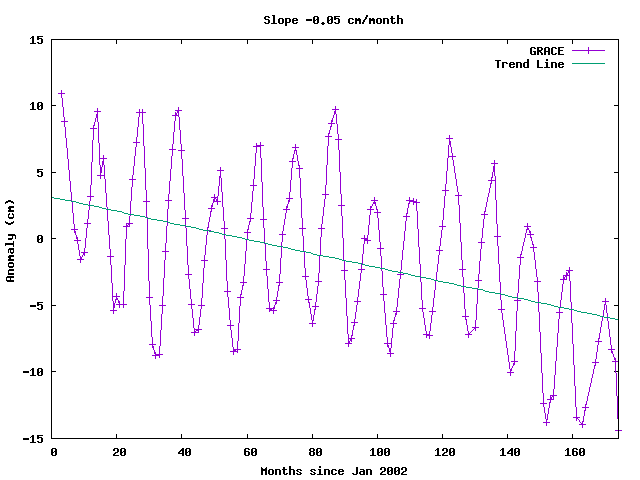 Slope -0.05 cm/month
GRACE
Trend Line
15
10
5
0
-5
-10
-15
Anomaly (cm)
0 20 40 60 80 100 120 140 160
Months since Jan 2002